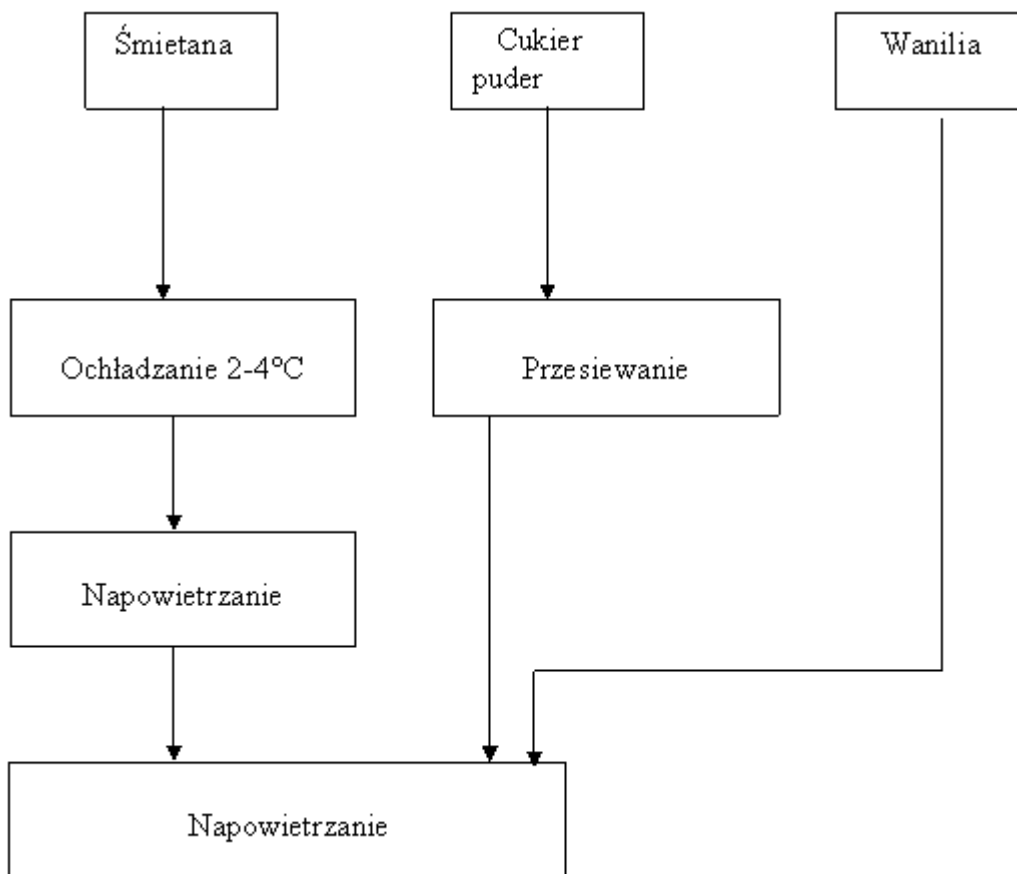 Śmietana
Cukier
puder
Wanilia
Ochładzanie 2-4°C
Przesiewanie
Napowietrzanie
Napowietrzanie